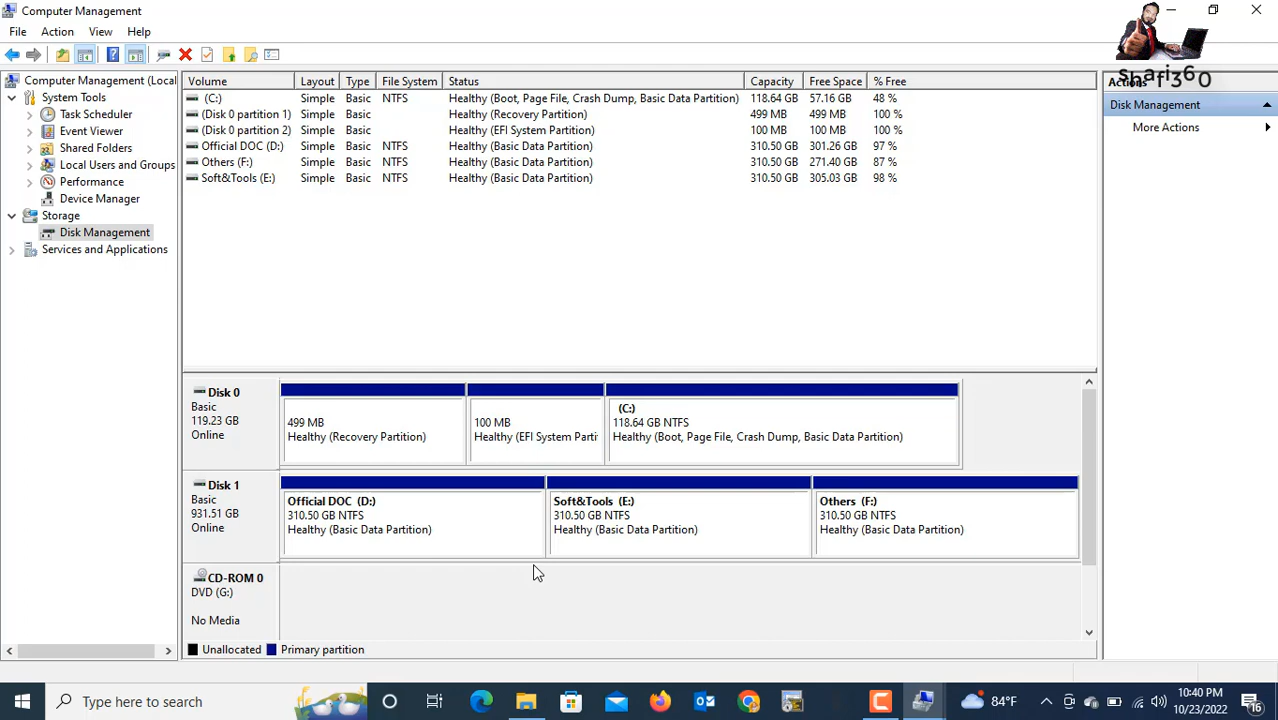 Computer Management
File Action View Help
shafi360
Computer Management (Local
System Tools
Task Scheduler
Event Viewer
Shared Folders
Local Users and Groups
Performance
Device Manager
Storage
Disk Management
Services and Applications
Volume Layout Type File System Status Capacity Free Space % Free
(C:) Simple Basic NTFS Healthy (Boot, Page File, Crash Dump, Basic Data Partition) 118.64 GB 57.16 GB 48 %
(Disk 0 partition 1) Simple Basic Healthy (Recovery Partition) 499 MB 499 MB 100 %
(Disk 0 partition 2) Simple Basic Healthy (EFI System Partition) 100 MB 100 MB 100 %
Official DOC (D:) Simple Basic NTFS Healthy (Basic Data Partition) 310.50 GB 301.26 GB 97 %
Others (F:) Simple Basic NTFS Healthy (Basic Data Partition) 310.50 GB 271.40 GB 87 %
Soft&Tools (E:) Simple Basic NTFS Healthy (Basic Data Partition) 310.50 GB 305.03 GB 98 %
Actions
Disk Management
More Actions
Disk 0
Basic
119.23 GB
Online
499 MB
Healthy (Recovery Partition)
100 MB
Healthy (EFI System Parti
(C:)
118.64 GB NTFS
Healthy (Boot, Page File, Crash Dump, Basic Data Partition)
Disk 1
Basic
931.51 GB
Online
Official DOC (D:)
310.50 GB NTFS
Healthy (Basic Data Partition)
Soft&Tools (E:)
310.50 GB NTFS
Healthy (Basic Data Partition)
Others (F:)
310.50 GB NTFS
Healthy (Basic Data Partition)
CD-ROM 0
DVD (G:)
No Media
Unallocated Primary partition
Type here to search
84°F
10:40 PM
10/23/2022
16